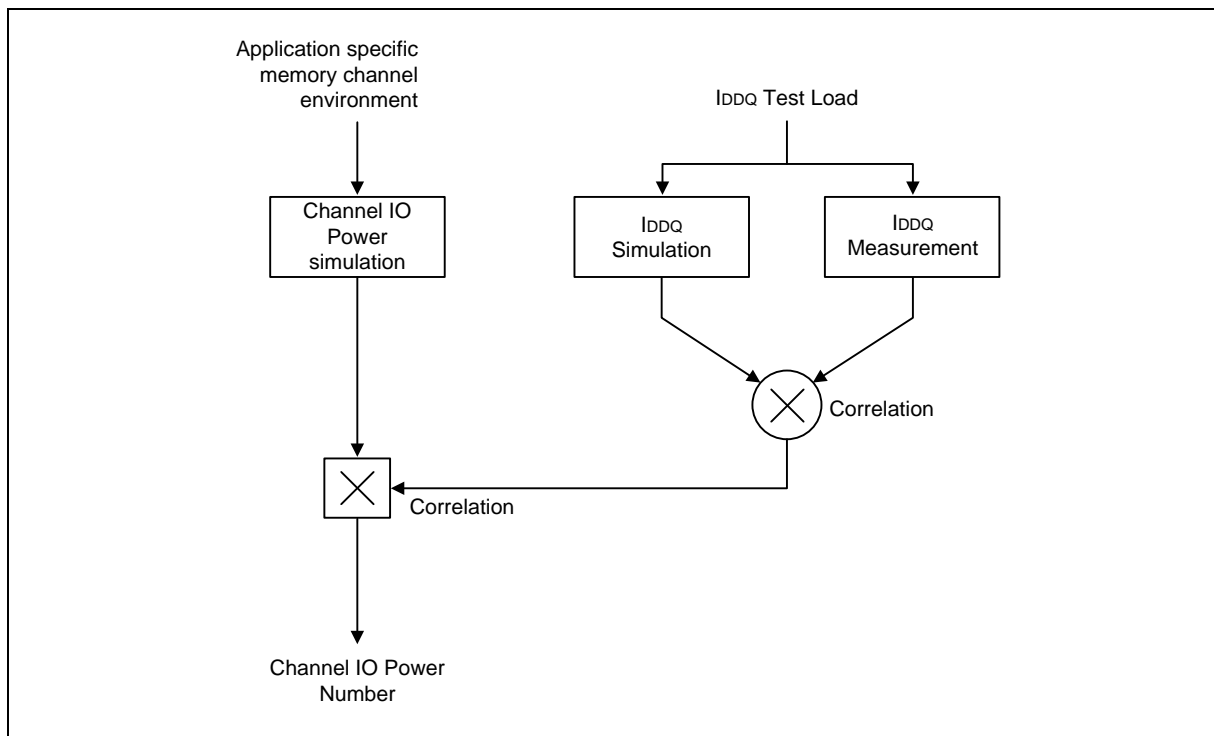 Application specific
memory channel
environment
IDDQ Test Load
Channel IO
Power
simulation
IDDQ
Simulation
IDDQ
Measurement
Correlation
Correlation
Channel IO Power
Number